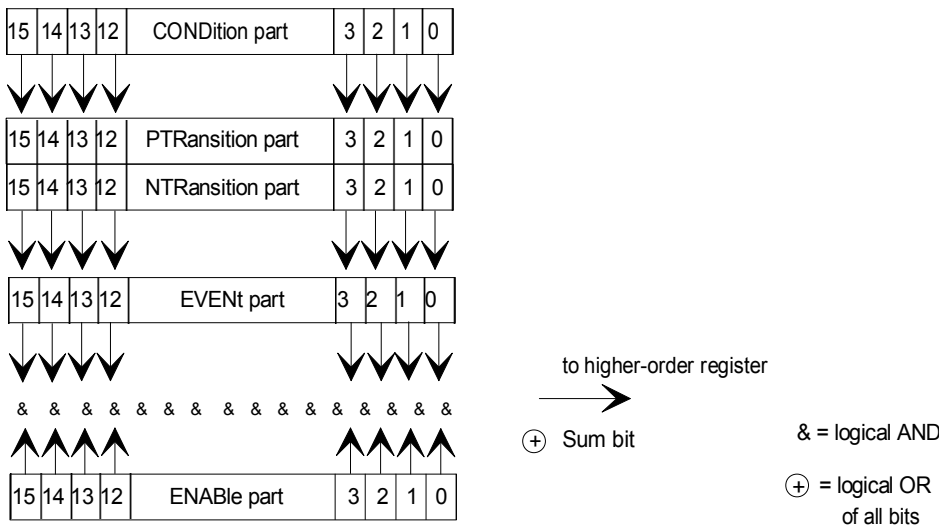 15 14 13 12 CONDition part 3 2 1 0
15 14 13 12 PTRansition part 3 2 1 0
15 14 13 12 NTRansition part 3 2 1 0
15 14 13 12 EVENt part 3 2 1 0
to higher-order register
& & & & & & & & & & & & & & & &
+ Sum bit
& = logical AND
15 14 13 12 ENABle part 3 2 1 0
+ = logical OR
of all bits